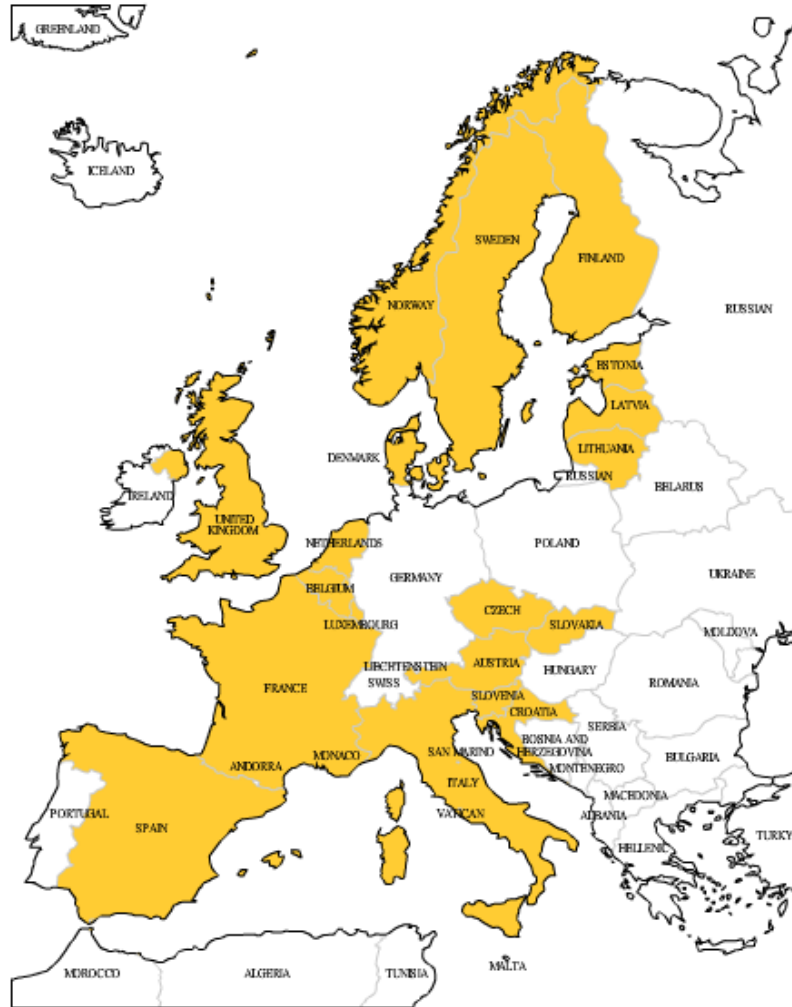 GREENLAND
ICELAND
SWEDEN
FINLAND
NORWAY
RUSSIAN
ESTONIA
LATVIA
DENMARK
LITHUANIA
RUSSIAN
BELARUS
IRELAND
UNITED
KINGDOM
NETHERLANDS
POLAND
GERMANY
UKRAINE
BELGIUM
CZECH
LUXEMBOURG
SLOVAKIA
MOLDOVA
LIECHTENSTEIN
AUSTRIA
HUNGARY
SWISS
ROMANIA
FRANCE
SLOVENIA
CROATIA
SERBIA
BOSNIA AND
HERZEGOVINA
MONACO
SAN MARINO
ANDORRA
MONTENEGRO
BULGARIA
ITALY
MACEDONIA
PORTUGAL
VATICAN
ALBANIA
SPAIN
TURKY
HELLENIC
MALTA
MOROCCO
ALGERIA
TUNISIA